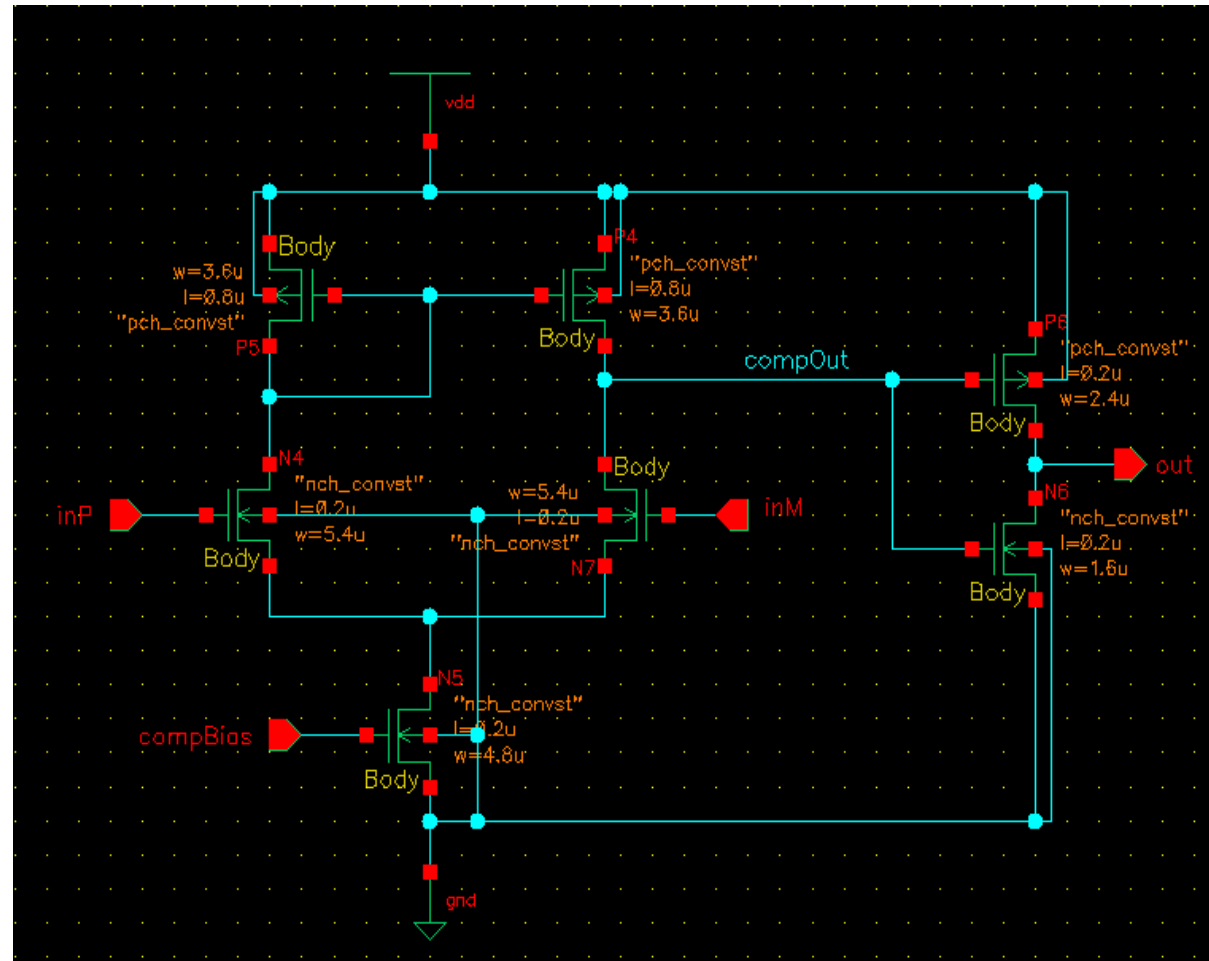 vdd
Body
w=3.6u
l=0.8u
"pch_convst"
P5
P4
"pch_convst"
l=0.8u
w=3.6u
Body
compOut
P6
"pch_convst"
l=0.2u
w=2.4u
Body
out
N4
"nch_convst"
l=0.2u
w=5.4u
Body
inP
Body
w=5.4u
l=0.2u
"nch_convst"
N7
inM
N6
"nch_convst"
l=0.2u
w=1.6u
Body
N5
"nch_convst"
l=0.2u
w=4.8u
Body
compBias
gnd